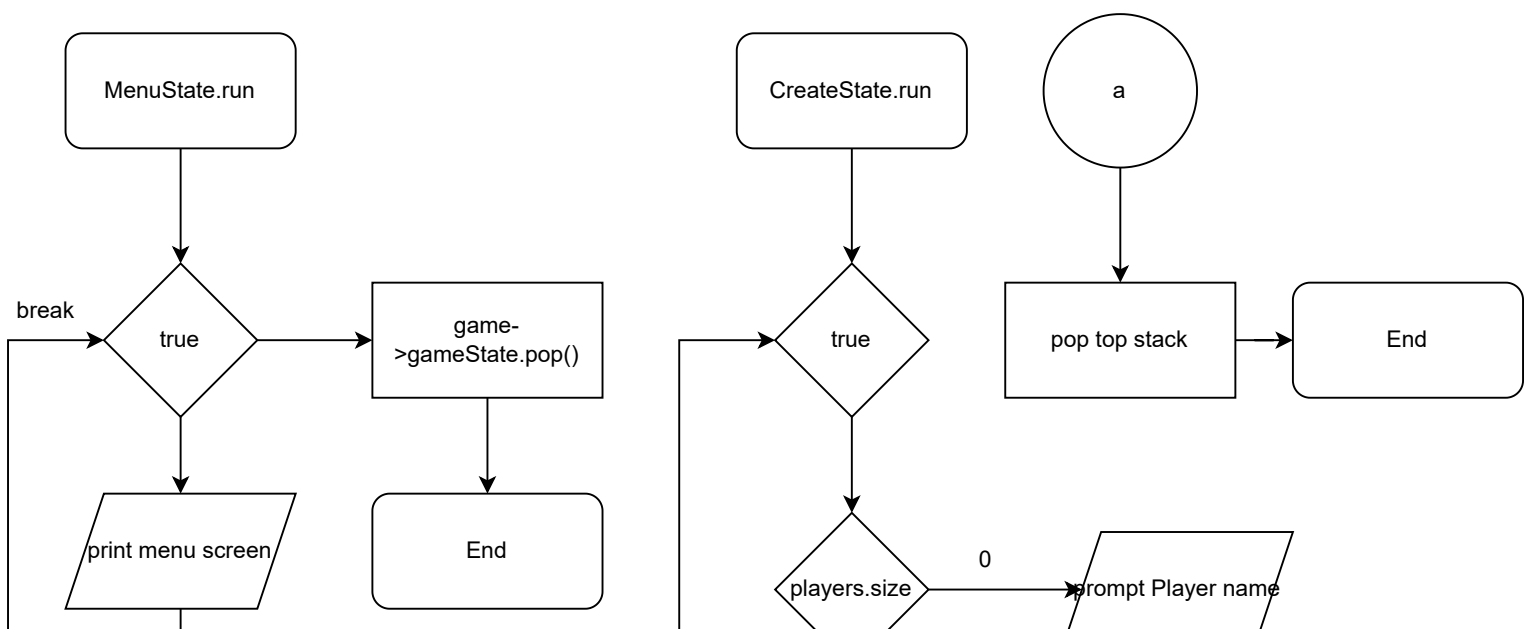 MenuState.run
CreateState.run
a
break
true
game-
>gameState.pop()
true
pop top stack
End
print menu screen
End
players.size
0
prompt Player name